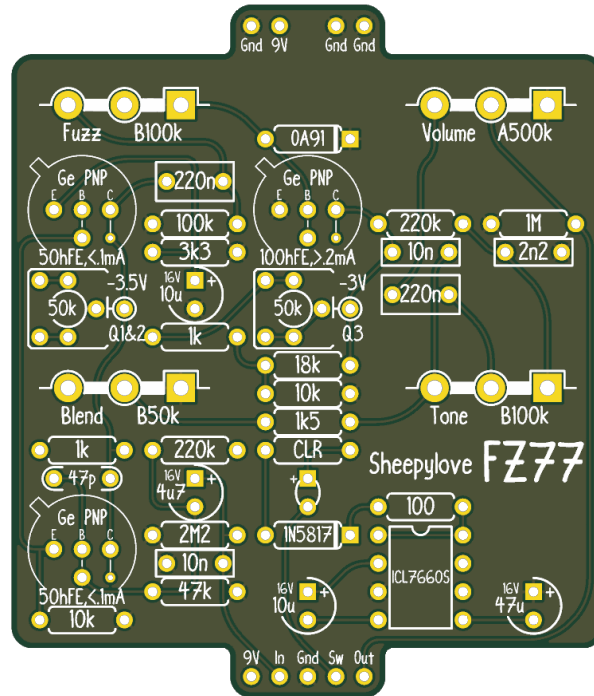 Gnd 9V Gnd Gnd
Fuzz B100k
Volume A500k
0A91
Ge PNP
E B C
50hFE,<.1mA
220n
100k
3k3
Ge PNP
E B C
100hFE,>.2mA
220k
10n
1M
2n2
220n
50k
-3.5V
Q1&2
16V
10u
+
1k
50k
-3V
Q3
18k
10k
1k5
CLR
Blend B50k
Tone B100k
1k
47p
220k
16V
4u7
+
+
Sheepylove FZ77
Ge PNP
E B C
50hFE,<.1mA
10k
2M2
10n
47k
1N5817
100
ICL7660S
16V
10u
+
16V
47u
+
9V In Gnd Sw Out